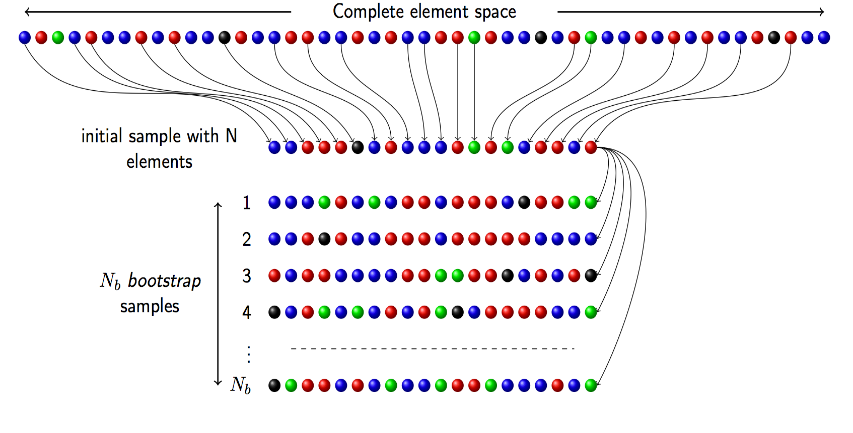 Complete element space
initial sample with N
elements
1
2
N_b bootstrap
samples
3
4
⋮
N_b